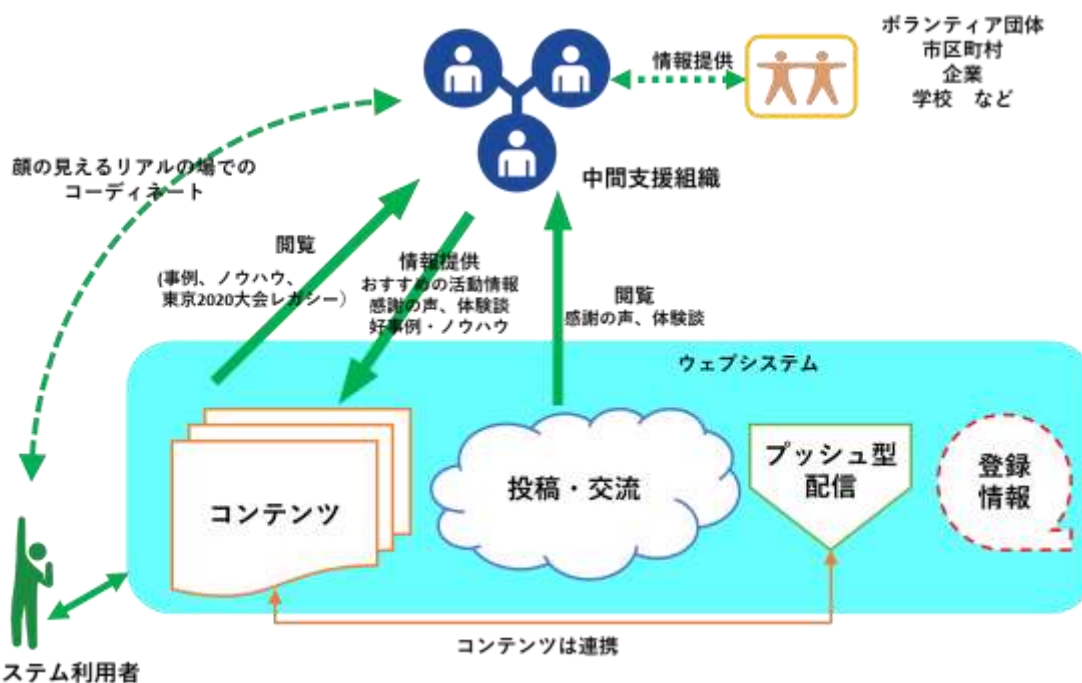 ボランティア団体
市区町村
企業
学校　など
情報提供
顔の見えるリアルの場での
コーディネート
中間支援組織
閲覧
(事例、ノウハウ、
東京2020大会レガシー）
情報提供
おすすめの活動情報
感謝の声、体験談
好事例・ノウハウ
閲覧
感謝の声、体験談
ウェブシステム
コンテンツ
投稿・交流
プッシュ型
配信
登録
情報
コンテンツは連携
ステム利用者